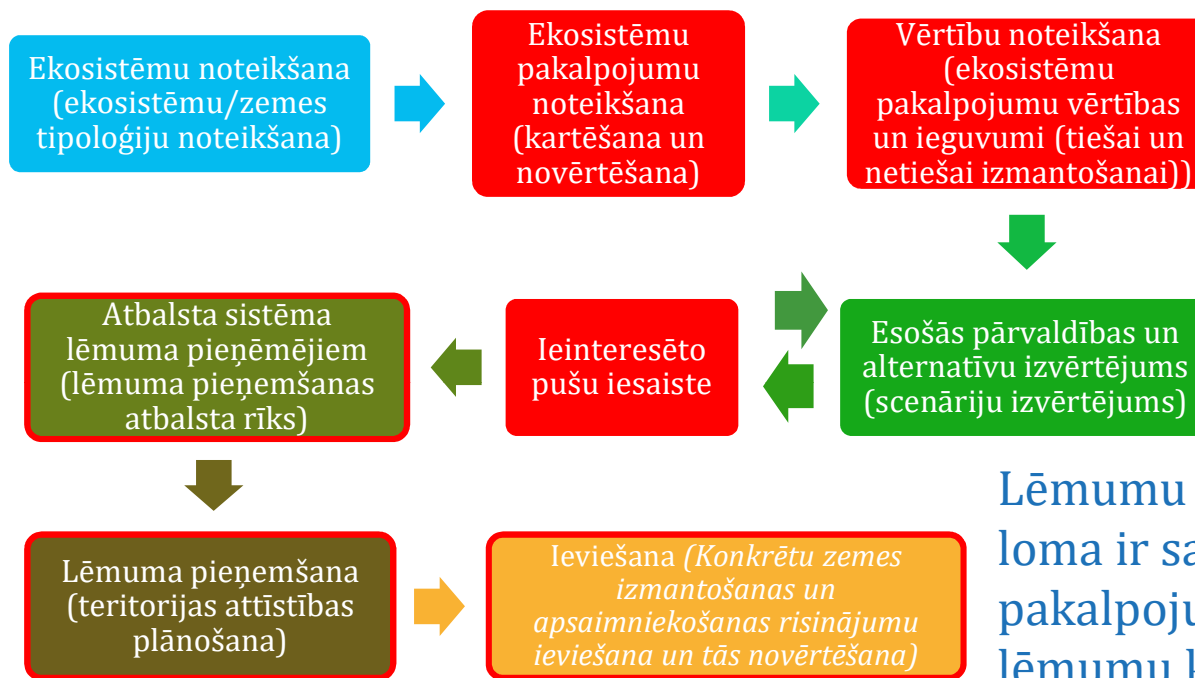 Ekosistēmu noteikšana
(ekosistēmu/zemes
tipoloģiju noteikšana)
Ekosistēmu
pakalpojumu
noteikšana
(kartēšana un
novērtēšana)
Vērtību noteikšana
(ekosistēmu
pakalpojumu vērtības
un ieguvumi (tiešai un
netiešai izmantošanai))
Atbalsta sistēma
lēmuma pieņēmējiem
(lēmuma pieņemšanas
atbalsta rīks)
Ieinteresēto
pušu iesaiste
Esošās pārvaldības un
alternatīvu izvērtējums
(scenāriju izvērtējums)
Lēmuma pieņemšana
(teritorijas attīstības
plānošana)
Ieviešana (Konkrētu zemes
izmantošanas un
apsaimniekošanas risinājumu
ieviešana un tās novērtēšana)
Lēmumu
loma ir sa
pakalpoju
lēmumu k